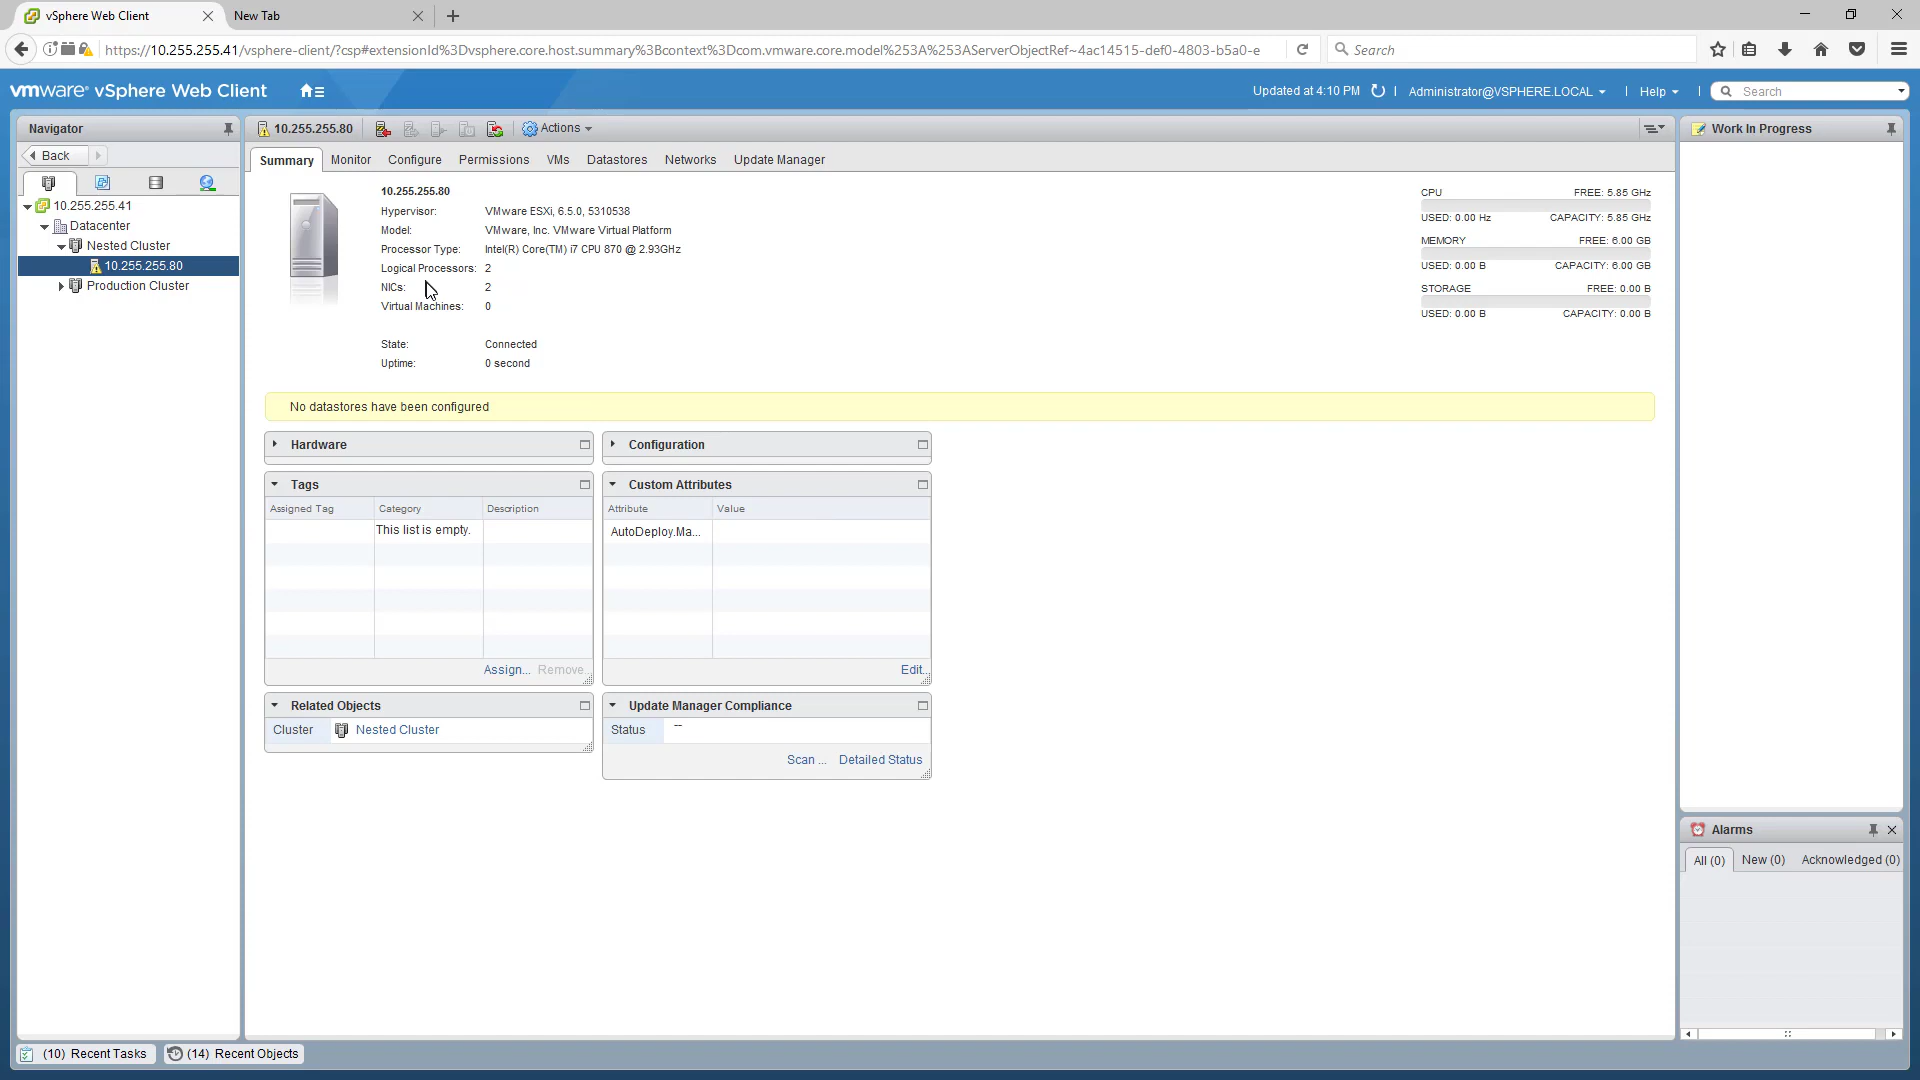 vSphere Web Client
New Tab
https://10.255.255.41/vsphere-client/?csp#extensionId%3Dvsphere.core.host.summary%3Bcontext%3Dcom.vmware.core.model%253A%253AServerObjectRef~4ac14515-def0-4803-b5a0-e
Search
vmware® vSphere Web Client
Updated at 4:10 PM
Administrator@VSPHERE.LOCAL
Help
Search
Navigator
Back
10.255.255.41
Datacenter
Nested Cluster
10.255.255.80
Production Cluster
10.255.255.80
Actions
Summary Monitor Configure Permissions VMs Datastores Networks Update Manager
10.255.255.80
Hypervisor: VMware ESXi, 6.5.0, 5310538
Model: VMware, Inc. VMware Virtual Platform
Processor Type: Intel(R) Core(TM) i7 CPU 870 @ 2.93GHz
Logical Processors: 2
NICs: 2
Virtual Machines: 0
State: Connected
Uptime: 0 second
CPU FREE: 5.85 GHz
USED: 0.00 Hz CAPACITY: 5.85 GHz
MEMORY FREE: 6.00 GB
USED: 0.00 B CAPACITY: 6.00 GB
STORAGE FREE: 0.00 B
USED: 0.00 B CAPACITY: 0.00 B
No datastores have been configured
Hardware
Configuration
Tags
Assigned Tag Category Description
This list is empty.
Assign... Remove...
Custom Attributes
Attribute Value
AutoDeploy.Ma...
Edit...
Related Objects
Cluster Nested Cluster
Update Manager Compliance
Status --
Scan ... Detailed Status
Work In Progress
Alarms
All (0) New (0) Acknowledged (0)
(10) Recent Tasks
(14) Recent Objects